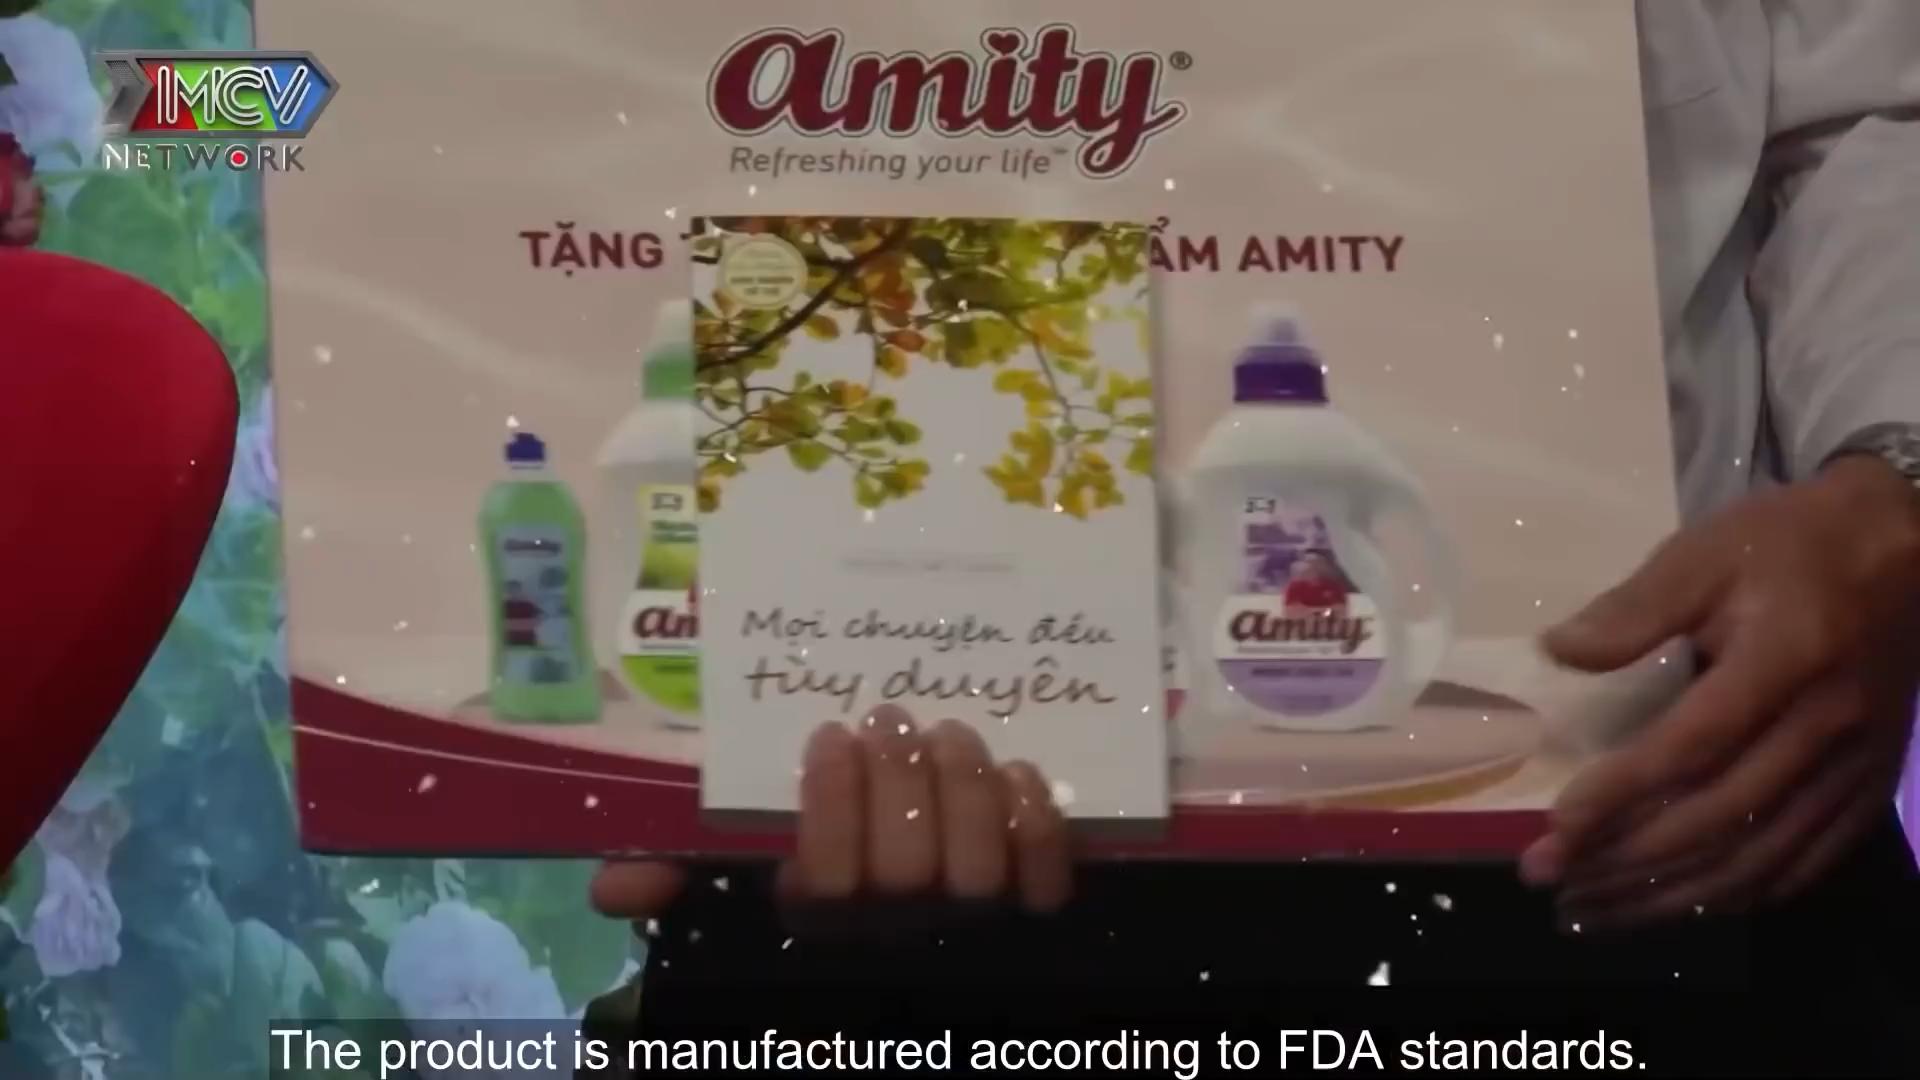 MCV
NETWORK
amity®
Refreshing your life™
TẶNG
ẨM AMITY
Mọi chuyện đều
tùy duyên
amity
am
amity
The product is manufactured according to FDA standards.